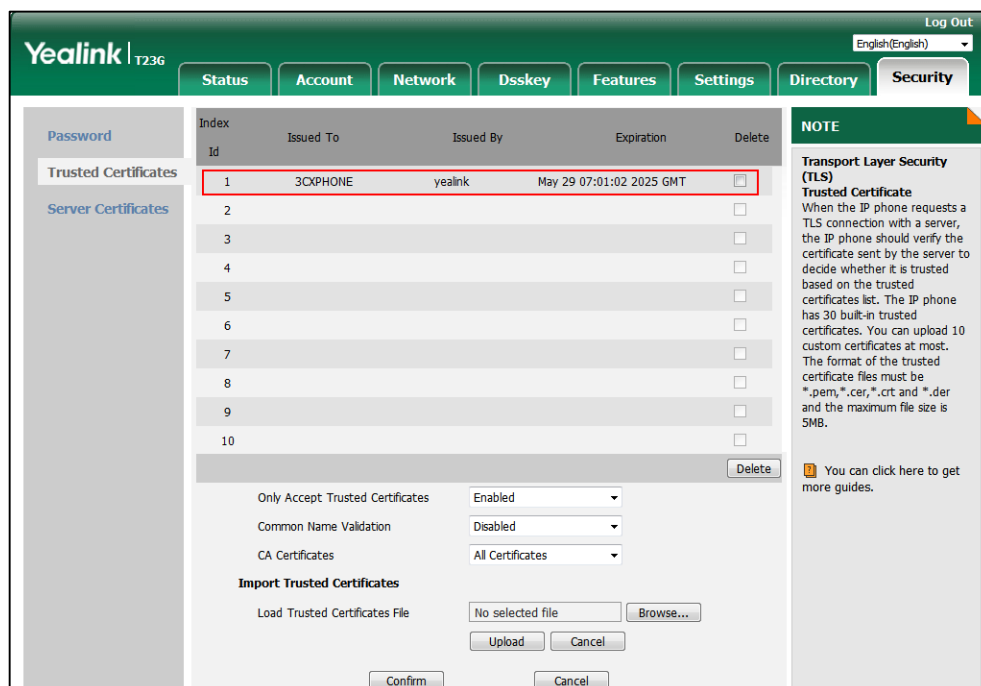 Log Out
Yealink T23G
English(English)
Status Account Network Dsskey Features Settings Directory Security
Password
Trusted Certificates
Server Certificates
Index Id Issued To Issued By Expiration Delete
1 3CXPHONE yealink May 29 07:01:02 2025 GMT
2
3
4
5
6
7
8
9
10
Delete
Only Accept Trusted Certificates Enabled
Common Name Validation Disabled
CA Certificates All Certificates
Import Trusted Certificates
Load Trusted Certificates File No selected file Browse...
Upload Cancel
Confirm Cancel
NOTE
Transport Layer Security
(TLS)
Trusted Certificate
When the IP phone requests a
TLS connection with a server,
the IP phone should verify the
certificate sent by the server to
decide whether it is trusted
based on the trusted
certificates list. The IP phone
has 30 built-in trusted
certificates. You can upload 10
custom certificates at most.
The format of the trusted
certificate files must be
*.pem,*.cer,*.crt and *.der
and the maximum file size is
5MB.
You can click here to get
more guides.